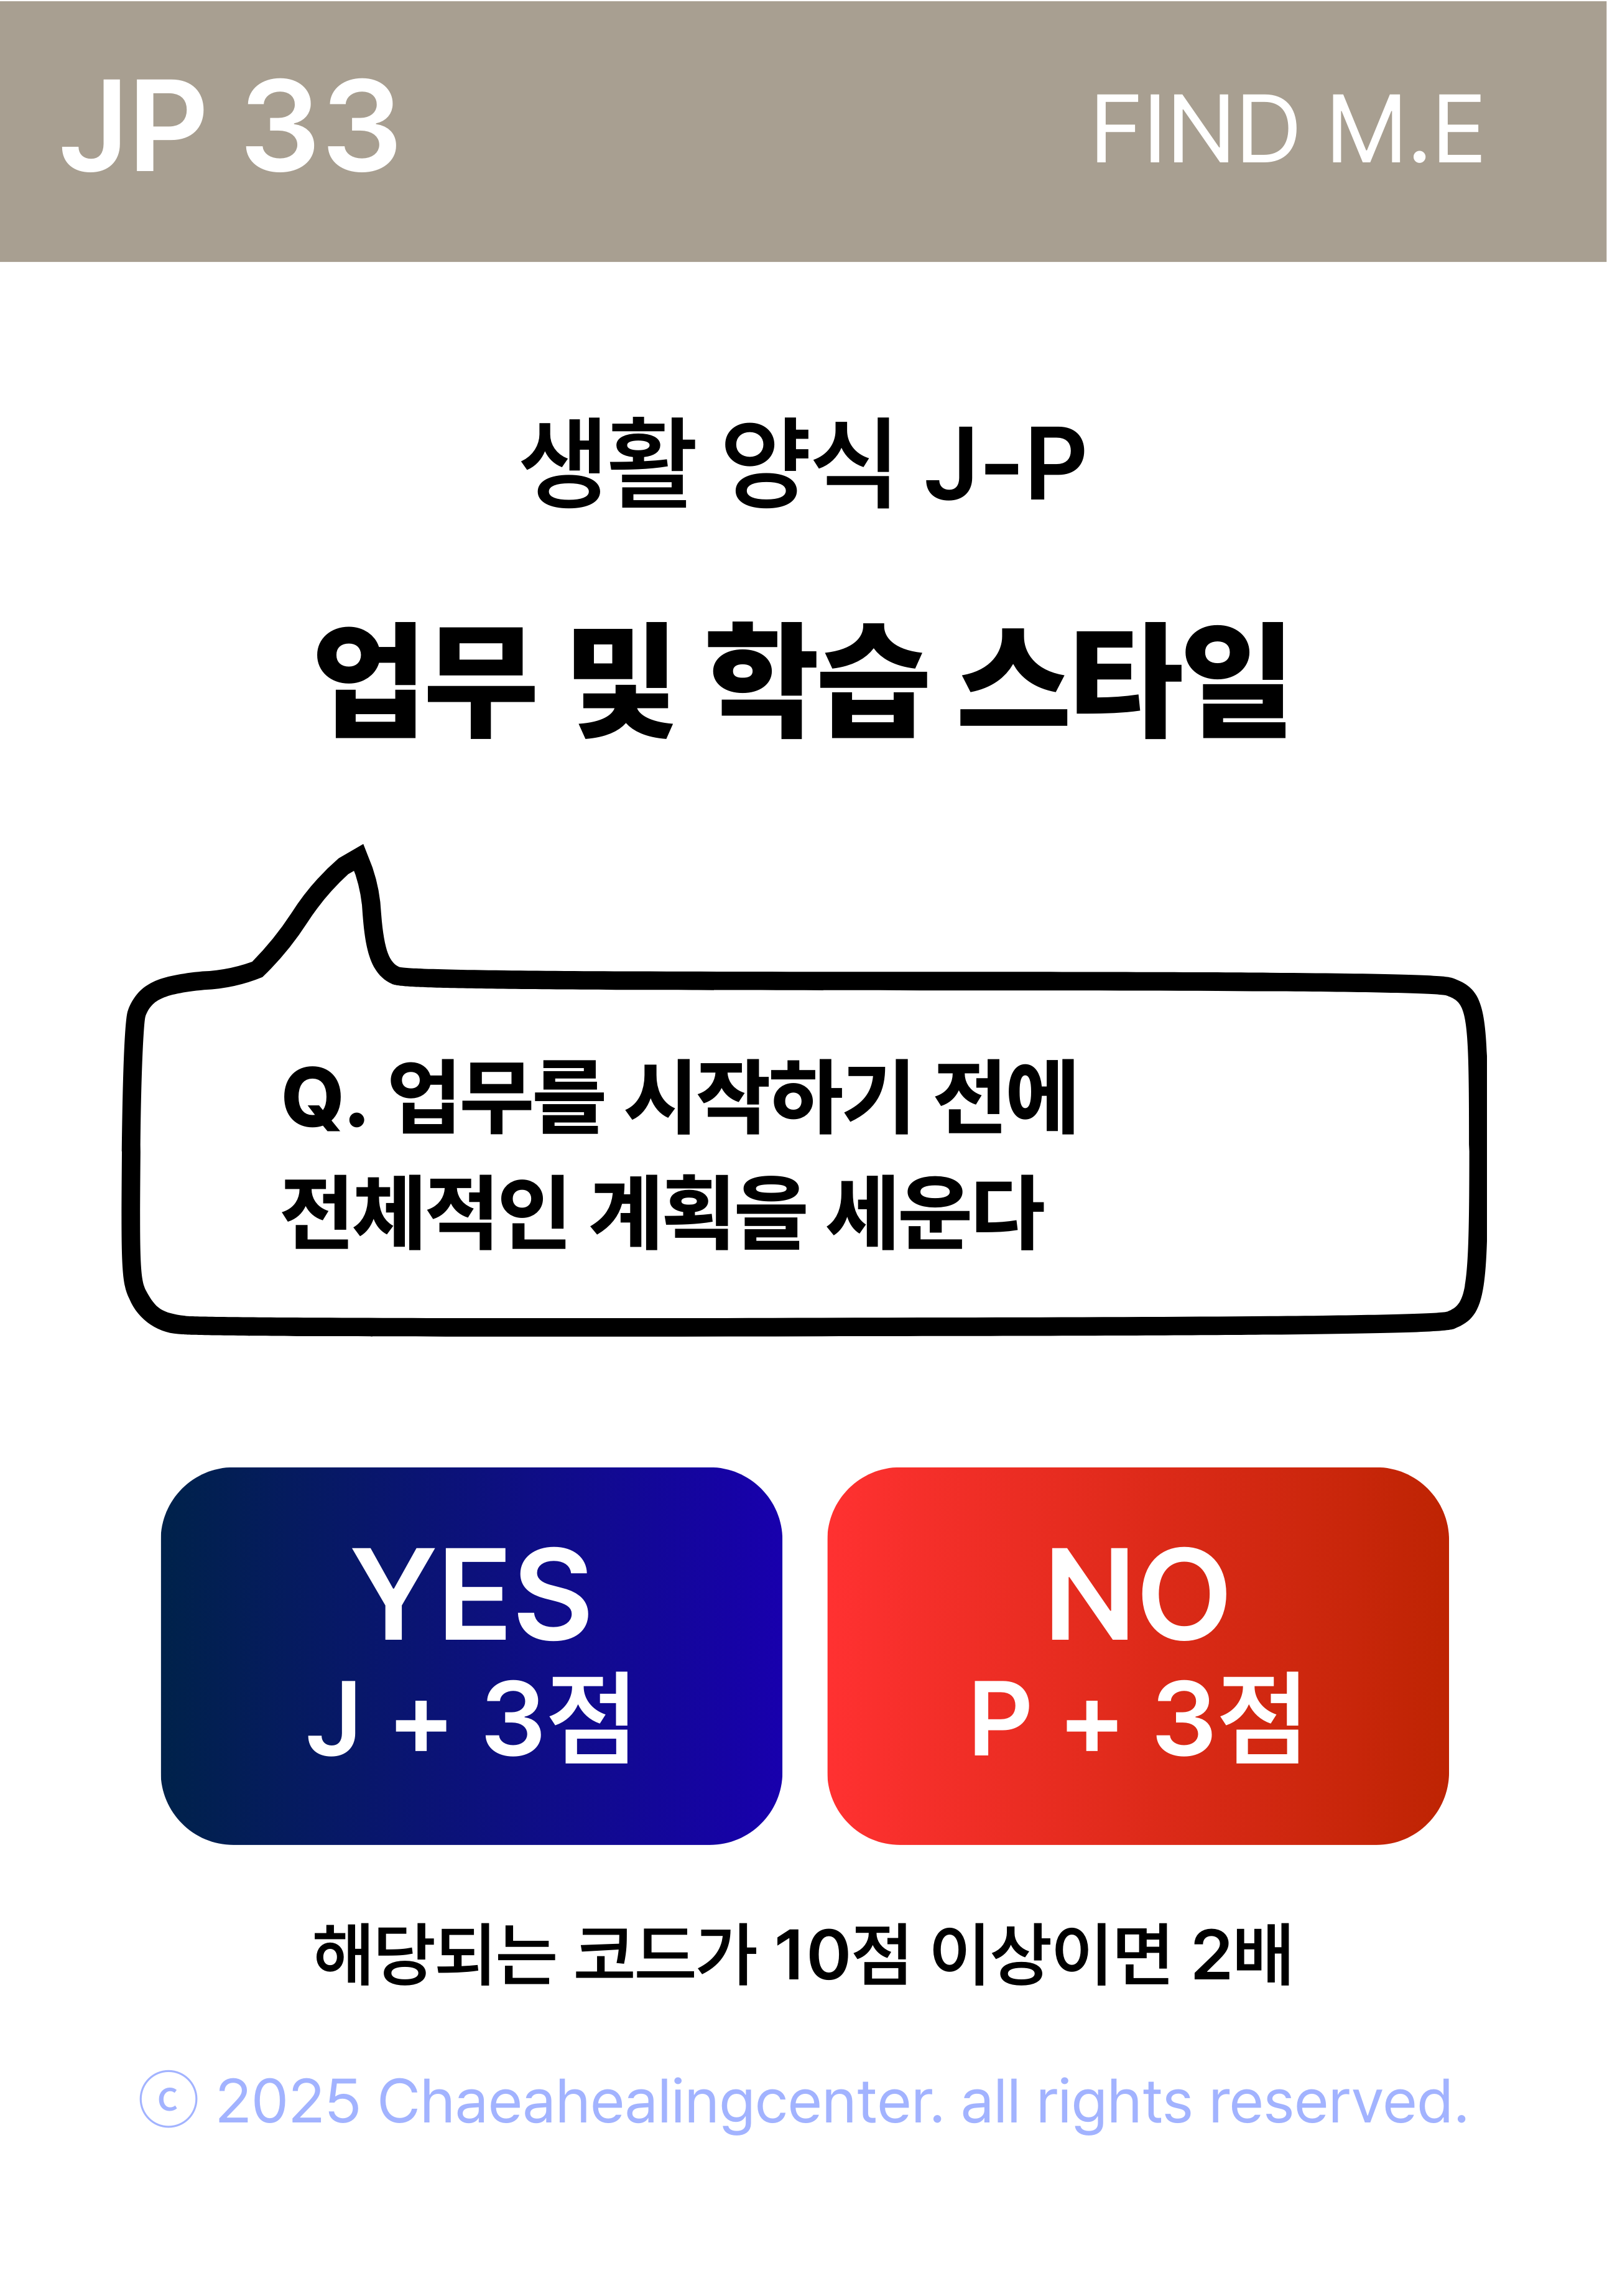 JP 33
FIND M.E
생활 양식 J-P
업무 및 학습 스타일
Q. 업무를 시작하기 전에
전체적인 계획을 세운다
YES
J + 3점
NO
P + 3점
해당되는 코드가 10점 이상이면 2배
ⓒ 2025 Chaeahealingcenter. all rights reserved.